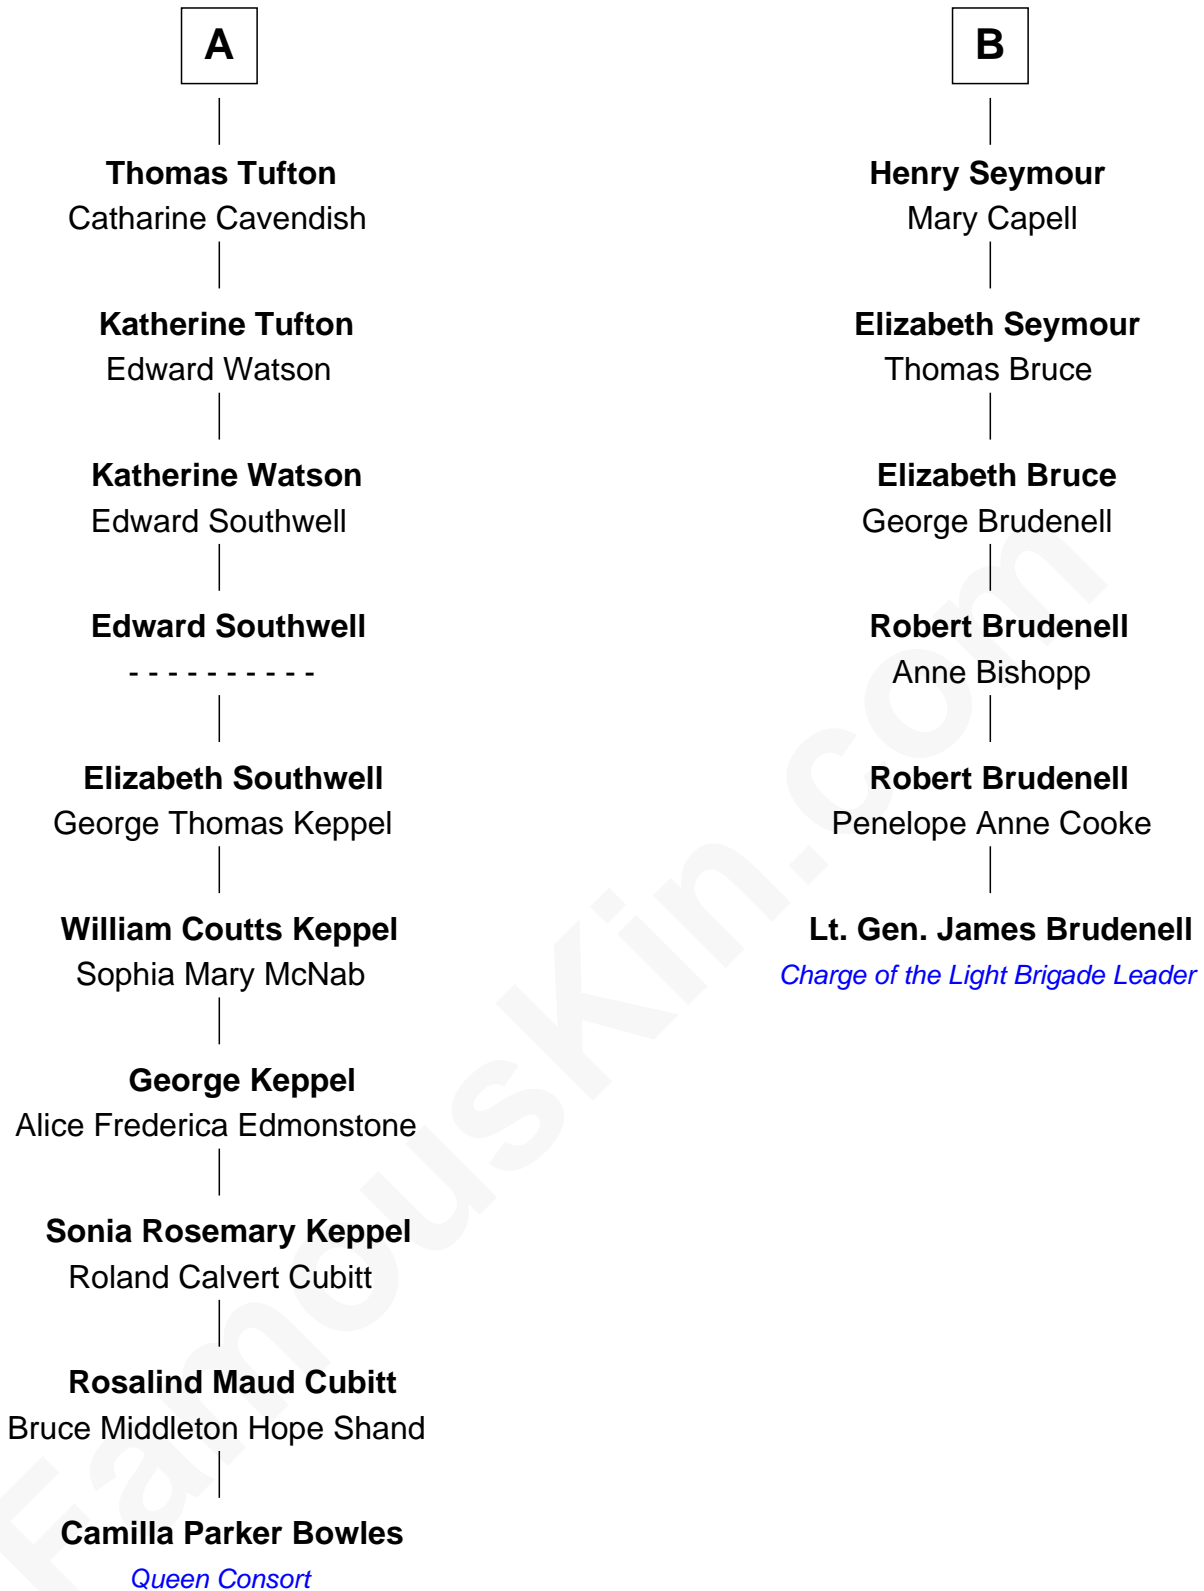 A
Thomas Tufton
Catharine Cavendish
Katherine Tufton
Edward Watson
Katherine Watson
Edward Southwell
Edward Southwell
- - - - - - - - - -
Elizabeth Southwell
George Thomas Keppel
William Coutts Keppel
Sophia Mary McNab
George Keppel
Alice Frederica Edmonstone
Sonia Rosemary Keppel
Roland Calvert Cubitt
Rosalind Maud Cubitt
Bruce Middleton Hope Shand
Camilla Parker Bowles
Queen Consort
B
Henry Seymour
Mary Capell
Elizabeth Seymour
Thomas Bruce
Elizabeth Bruce
George Brudenell
Robert Brudenell
Anne Bishopp
Robert Brudenell
Penelope Anne Cooke
Lt. Gen. James Brudenell
Charge of the Light Brigade Leader
FamousKin.com